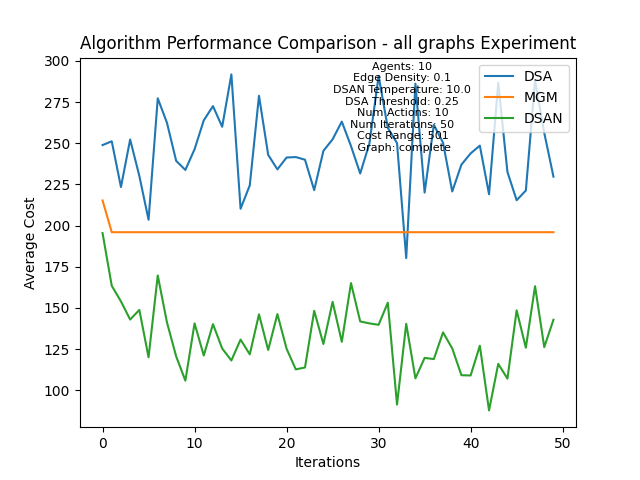 Algorithm Performance Comparison - all graphs Experiment
Agents: 10
Edge Density: 0.1
DSAN Temperature: 10.0
DSA Threshold: 0.25
Num Actions: 10
Num Iterations: 50
Cost Range: 501
Graph: complete
DSA
MGM
DSAN
300
275
250
225
200
175
150
125
100
Average Cost
0
10
20
30
40
50
Iterations